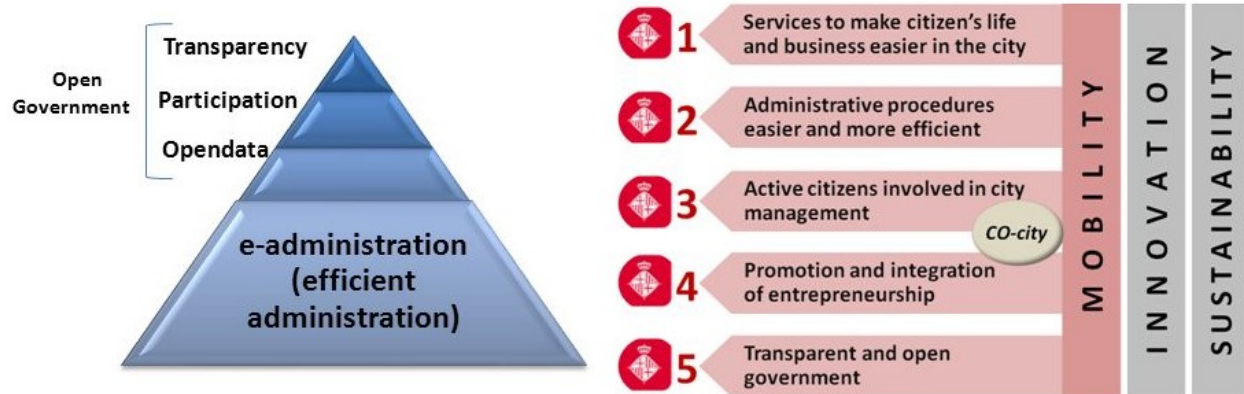 Open
Government
Transparency
Participation
Opendata
e-administration
(efficient
administration)
1
Services to make citizen's life
and business easier in the city
2
Administrative procedures
easier and more efficient
3
Active citizens involved in city
management
CO-city
4
Promotion and integration
of entrepreneurship
5
Transparent and open
government
MOBILITY
INNOVATION
SUSTAINABILITY